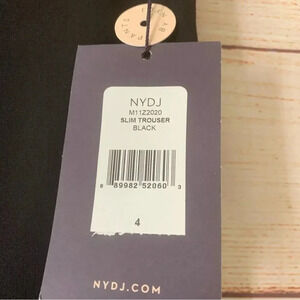 NYDJ
M11Z2020
SLIM TROUSER
BLACK
8 89982 52060 3
4
NYDJ.COM